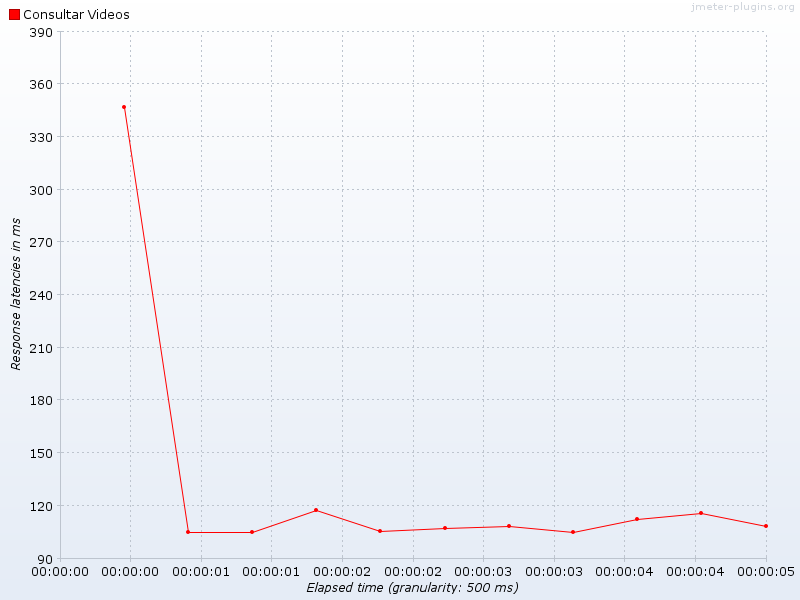 jmeter-plugins.org
Consultar Videos
390
360
330
300
270
240
210
180
150
120
90
Response latencies in ms
00:00:00 00:00:00 00:00:01 00:00:01 00:00:02 00:00:02 00:00:03 00:00:03 00:00:04 00:00:04 00:00:05
Elapsed time (granularity: 500 ms)